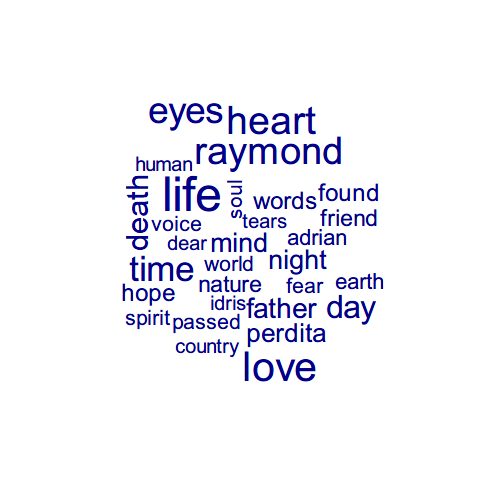 eyes
heart
raymond
human
life
death
soul
words
found
voice
tears
friend
dear
mind
adrian
time
world
night
hope
nature
fear
earth
idris
father
day
spirit
passed
perdita
country
love